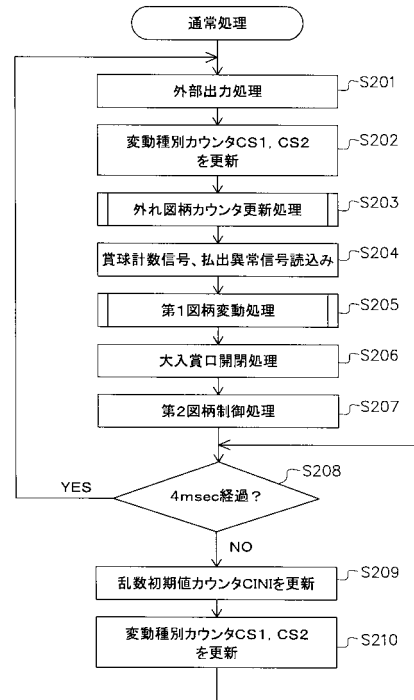 通常処理
外部出力処理
S201
変動種別カウンタCS1, CS2
を更新
S202
外れ図柄カウンタ更新処理
S203
賞球計数信号、払出異常信号読込み
S204
第1図柄変動処理
S205
大入賞口開閉処理
S206
第2図柄制御処理
S207
4msec経過?
S208
YES
NO
乱数初期値カウンタCINIを更新
S209
変動種別カウンタCS1, CS2
を更新
S210